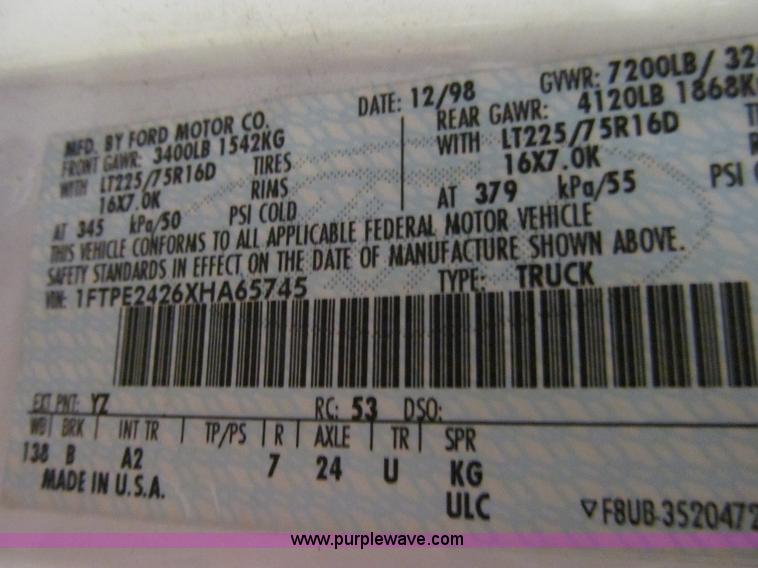 MFD. BY FORD MOTOR CO.
DATE: 12/98
GVWR: 7200LB/
FRONT GAWR: 3400LB 1542KG
REAR GAWR: 4120LB 1868K
WITH LT225/75R16D TIRES
WITH LT225/75R16D
16X7.0K RIMS
16X7.0K
AT 345 kPa/50 PSI COLD
AT 379 kPa/55 PSI
THIS VEHICLE CONFORMS TO ALL APPLICABLE FEDERAL MOTOR VEHICLE
SAFETY STANDARDS IN EFFECT ON THE DATE OF MANUFACTURE SHOWN ABOVE.
VIN: 1FTPE2426XHA65745
TYPE: TRUCK
EXT PNT: YZ RC: 53 DSO:
WB | BRK | INT TR | TP/PS | R | AXLE | TR | SPR
138 B A2 7 24 U KG
MADE IN U.S.A. ULC
▽F8UB-3520472
www.purplewave.com